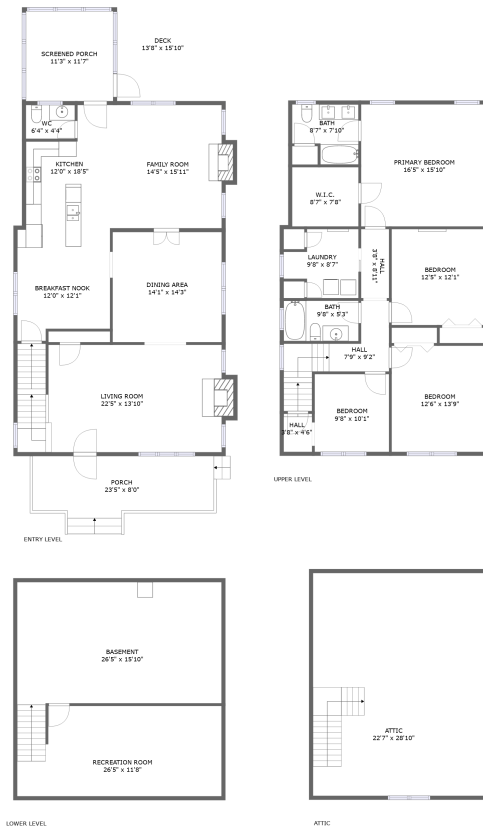 DECK
13'8" x 15'10"
SCREENED PORCH
11'3" x 11'7"
WC
6'4" x 4'4"
KITCHEN
12'0" x 18'5"
FAMILY ROOM
14'5" x 15'11"
DINING AREA
14'1" x 14'3"
BREAKFAST NOOK
12'0" x 12'1"
LIVING ROOM
22'5" x 13'10"
PORCH
23'5" x 8'0"
ENTRY LEVEL
BATH
8'7" x 7'10"
PRIMARY BEDROOM
16'5" x 15'10"
W.I.C.
8'7" x 7'8"
LAUNDRY
9'8" x 8'7"
HALL
3'8" x 8'11"
BEDROOM
12'5" x 12'1"
BATH
9'8" x 5'3"
HALL
7'9" x 9'2"
BEDROOM
12'6" x 13'9"
BEDROOM
9'8" x 10'1"
HALL
3'8" x 4'6"
UPPER LEVEL
BASEMENT
26'5" x 15'10"
RECREATION ROOM
26'5" x 11'8"
LOWER LEVEL
ATTIC
22'7" x 28'10"
ATTIC